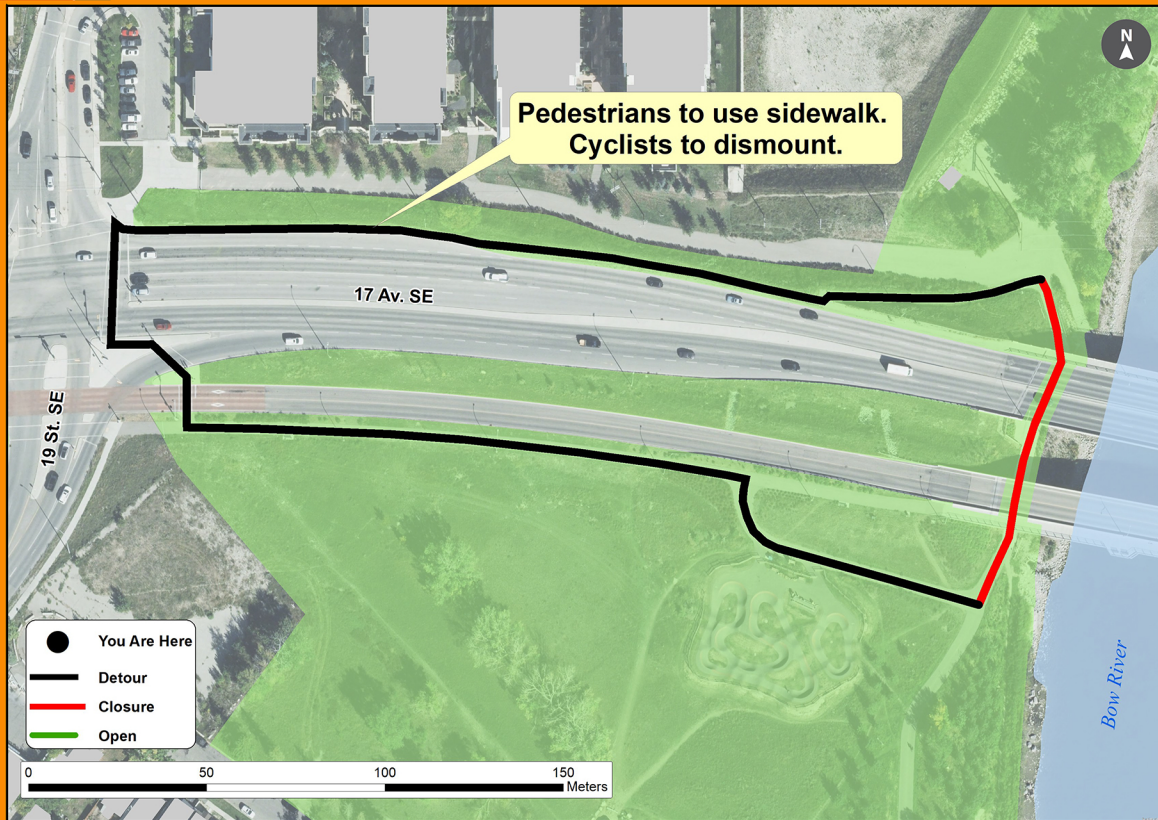 N
Pedestrians to use sidewalk.
Cyclists to dismount.
17 Av. SE
19 St. SE
Bow River
You Are Here
Detour
Closure
Open
0 50 100 150
Meters